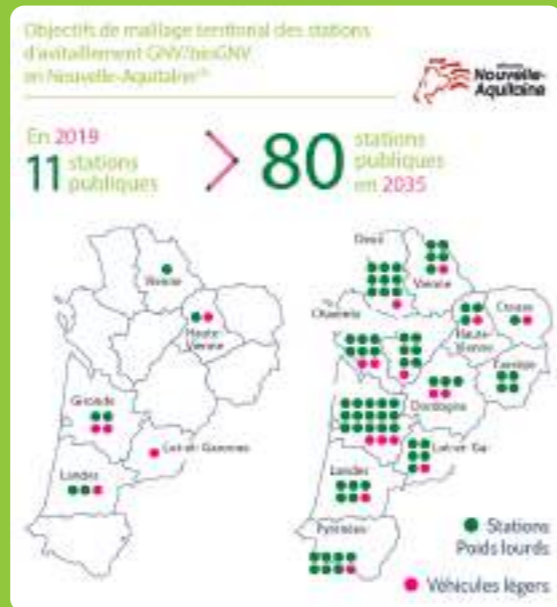 Objectifs de maillage territorial des stations
d'avitaillement GNV/bioGNV
en Nouvelle-Aquitaine
Nouvelle-
Aquitaine
En 2019
11 stations
publiques
80 stations
publiques
en 2035
Vienne
Haute-
Vienne
Gironde
Lot-et-Garonne
Landes
Deux
Vienne
Charente
Creuse
Haute-
Vienne
Corrèze
Dordogne
Lot-et-Ga
Landes
Pyrénées
Stations
Poids lourds
Véhicules légers